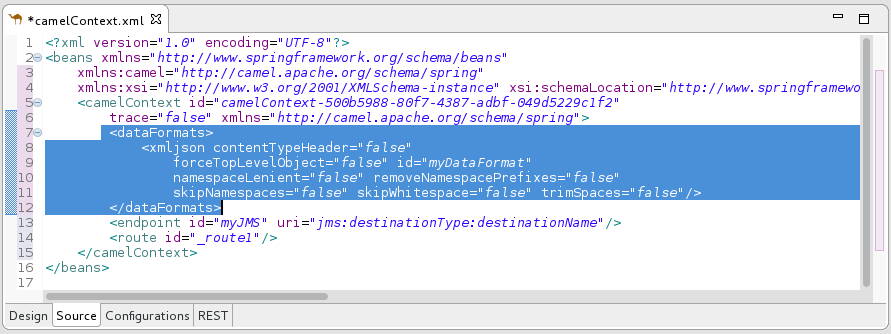 *camelContext.xml
1 <?xml version="1.0" encoding="UTF-8"?>
2 <beans xmlns="http://www.springframework.org/schema/beans"
3 xmlns:camel="http://camel.apache.org/schema/spring"
4 xmlns:xsi="http://www.w3.org/2001/XMLSchema-instance" xsi:schemaLocation="http://www.springframewo
5 <camelContext id="camelContext-500b5988-80f7-4387-adbf-049d5229c1f2"
6 trace="false" xmlns="http://camel.apache.org/schema/spring">
7 <dataFormats>
8 <xmljson contentTypeHeader="false"
9 forceTopLevelObject="false" id="myDataFormat"
10 namespaceLenient="false" removeNamespacePrefixes="false"
11 skipNamespaces="false" skipWhitespace="false" trimSpaces="false"/>
12 </dataFormats>
13 <endpoint id="myJMS" uri="jms:destinationType:destinationName"/>
14 <route id="_route1"/>
15 </camelContext>
16 </beans>
17
Design Source Configurations REST